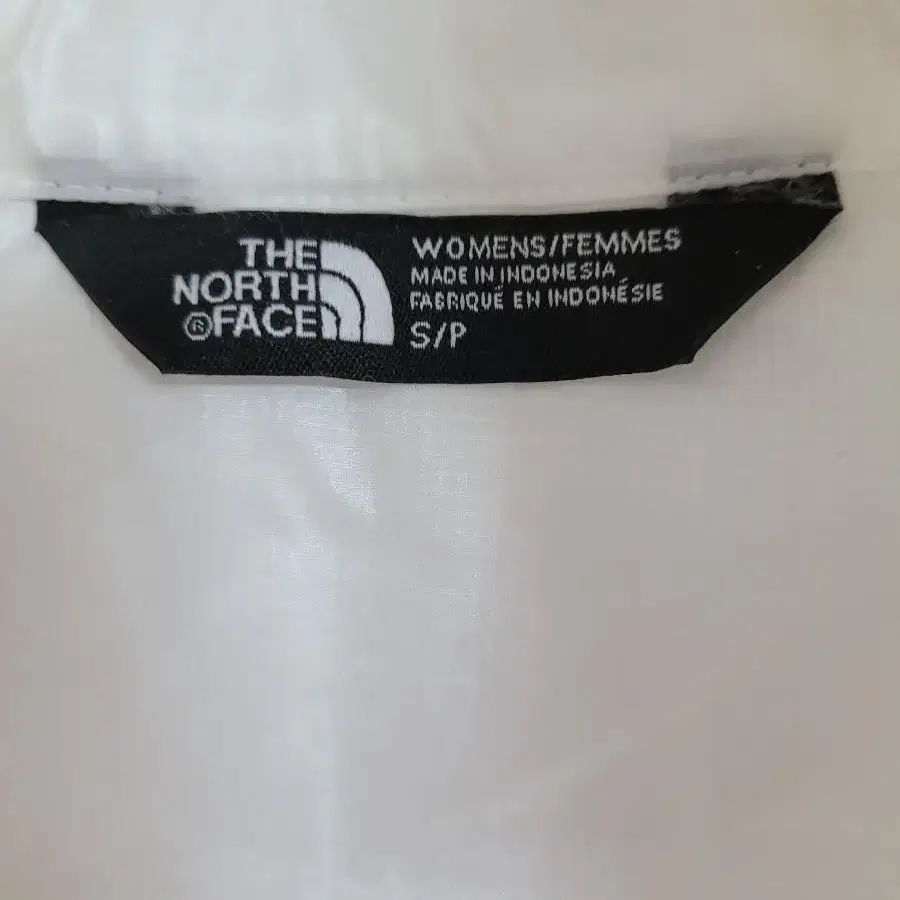 THE
NORTH
®FACE
WOMENS/FEMMES
MADE IN INDONESIA
FABRIQUÉ EN INDONÉSIE
S/P